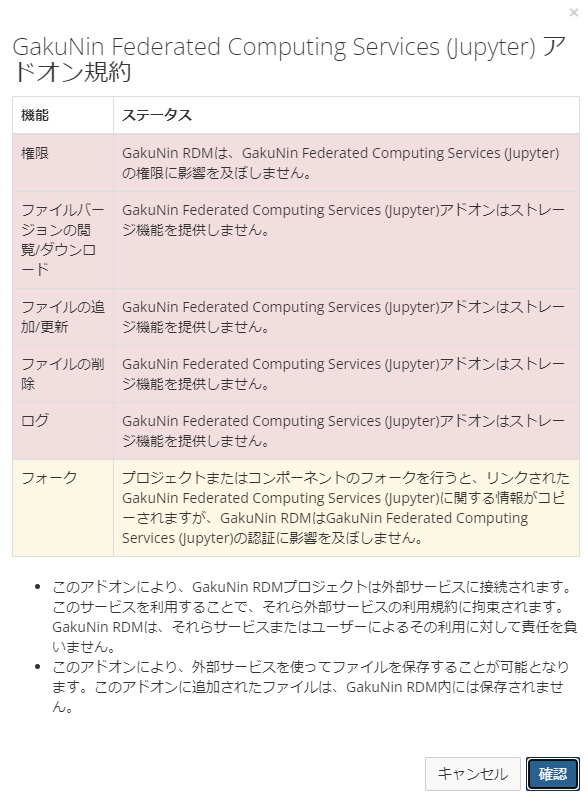 ×
GakuNin Federated Computing Services (Jupyter) ア
ドオン規約
機能
ステータス
権限
GakuNin RDMは、GakuNin Federated Computing Services (Jupyter)
の権限に影響を及ぼしません。
ファイルバー
ジョンの閲
覧/ダウンロ
ード
GakuNin Federated Computing Services (Jupyter)アドオンはストレー
ジ機能を提供しません。
ファイルの追
加/更新
GakuNin Federated Computing Services (Jupyter)アドオンはストレー
ジ機能を提供しません。
ファイルの削
除
GakuNin Federated Computing Services (Jupyter)アドオンはストレー
ジ機能を提供しません。
ログ
GakuNin Federated Computing Services (Jupyter)アドオンはストレー
ジ機能を提供しません。
フォーク
プロジェクトまたはコンポーネントのフォークを行うと、リンクされた
GakuNin Federated Computing Services (Jupyter)に関する情報がコピ
ーされますが、GakuNin RDMはGakuNin Federated Computing
Services (Jupyter)の認証に影響を及ぼしません。
• このアドオンにより、GakuNin RDMプロジェクトは外部サービスに接続されます。
このサービスを利用することで、それら外部サービスの利用規約に拘束されます。
GakuNin RDMは、それらサービスまたはユーザーによるその利用に対して責任を負
いません。
• このアドオンにより、外部サービスを使ってファイルを保存することが可能となり
ます。このアドオンに追加されたファイルは、GakuNin RDM内には保存されませ
ん。
キャンセル
確認